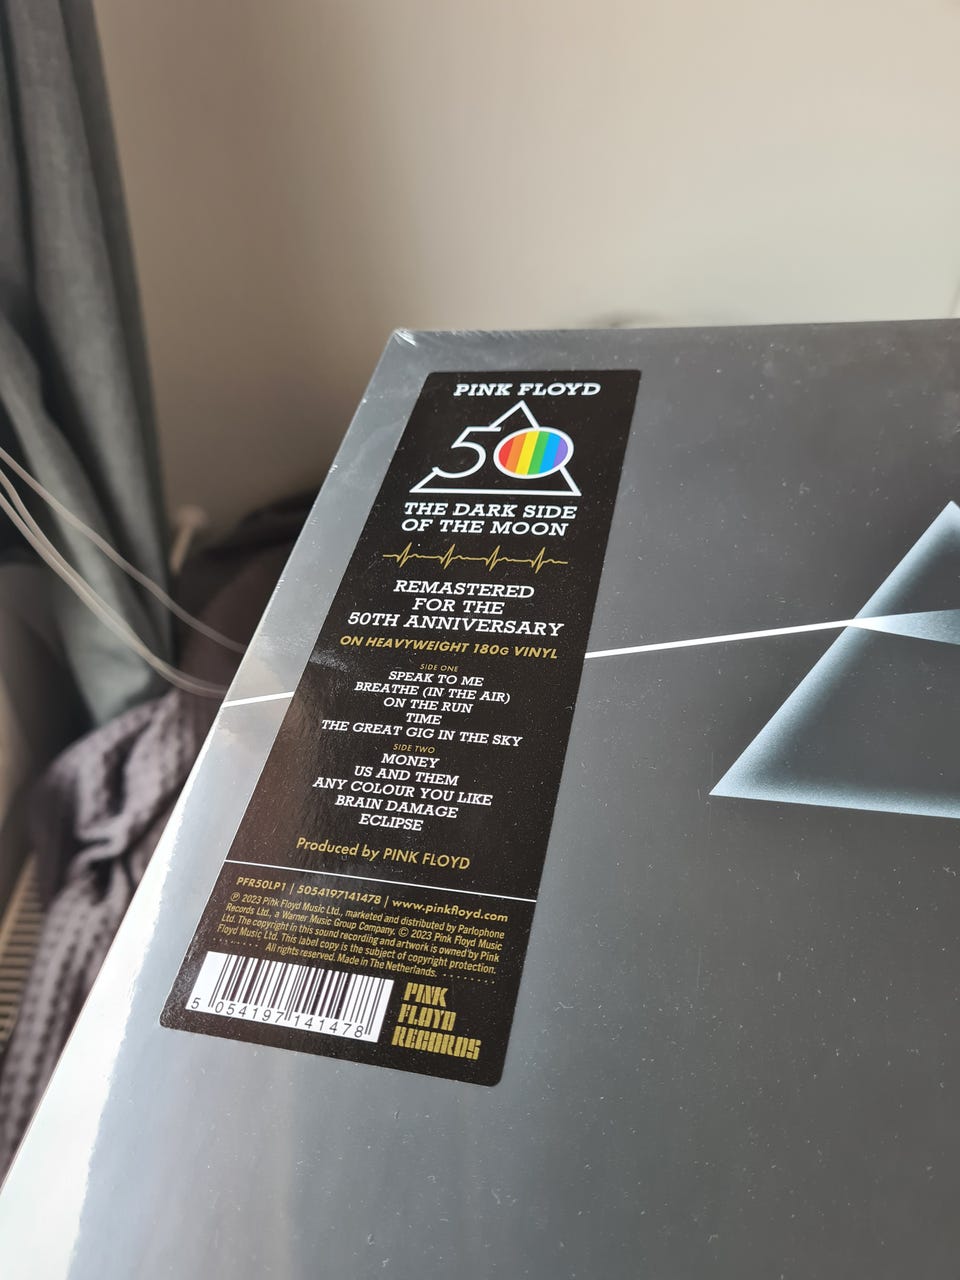 PINK FLOYD
50
THE DARK SIDE
OF THE MOON
REMASTERED
FOR THE
50TH ANNIVERSARY
ON HEAVYWEIGHT 180G VINYL
SIDE ONE
SPEAK TO ME
BREATHE (IN THE AIR)
ON THE RUN
TIME
THE GREAT GIG IN THE SKY
SIDE TWO
MONEY
US AND THEM
ANY COLOUR YOU LIKE
BRAIN DAMAGE
ECLIPSE
Produced by PINK FLOYD
PFR50LP1 | 5054197141478 | www.pinkfloyd.com
℗ 2023 Pink Floyd Music Ltd., marketed and distributed by Parlophone
Records Ltd., a Warner Music Group Company. © 2023 Pink Floyd Music
Ltd. The copyright in this sound recording and artwork is owned by Pink
Floyd Music Ltd. This label copy is the subject of copyright protection.
All rights reserved. Made in The Netherlands.
5 054197 141478
PINK
FLOYD
RECORDS